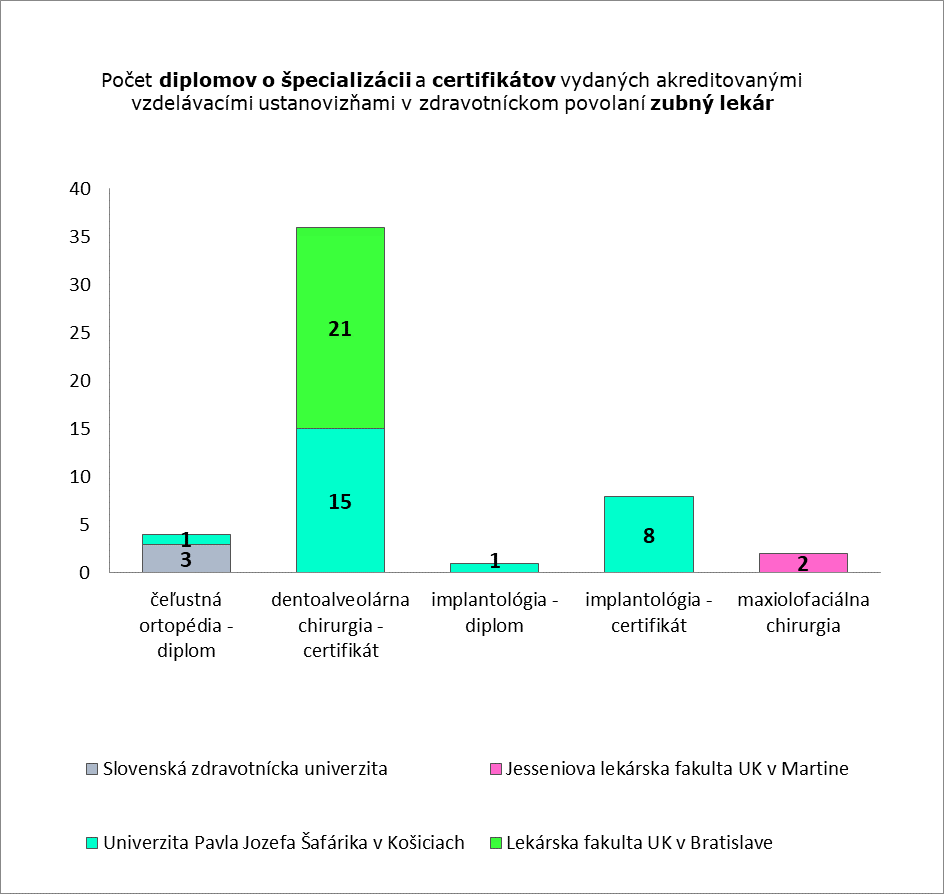 Počet diplomov o špecializácii a certifikátov vydaných akreditovanými
vzdelávacími ustanovizňami v zdravotníckom povolaní zubný lekár
40
35
30
25
20
15
10
5
0
21
15
1
3
1
8
2
čeľustná ortopédia - diplom
dentoalveolárna chirurgia - certifikát
implantológia - diplom
implantológia - certifikát
maxiolofaciálna chirurgia
Slovenská zdravotnícka univerzita
Jesseniova lekárska fakulta UK v Martine
Univerzita Pavla Jozefa Šafárika v Košiciach
Lekárska fakulta UK v Bratislave